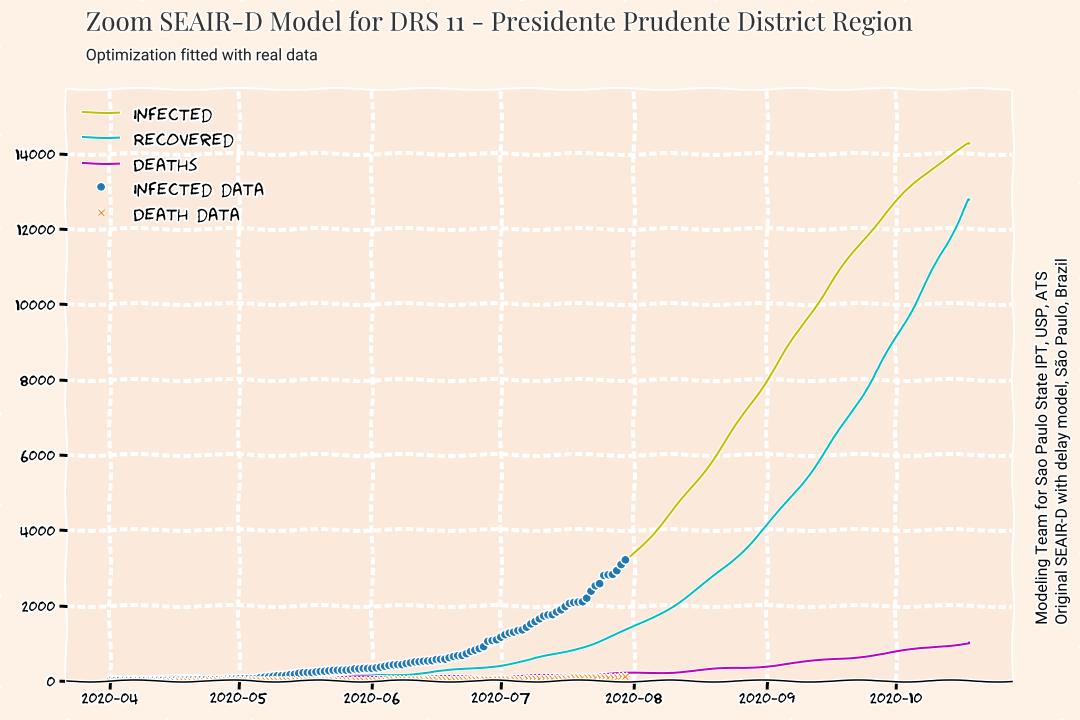 Zoom SEAIR-D Model for DRS 11 - Presidente Prudente District Region
Optimization fitted with real data
INFECTED
RECOVERED
DEATHS
INFECTED DATA
DEATH DATA
14000
12000
10000
8000
6000
4000
2000
0
2020-04 2020-05 2020-06 2020-07 2020-08 2020-09 2020-10
Modeling Team for Sao Paulo State IPT, USP, ATS
Original SEAIR-D with delay model, São Paulo, Brazil